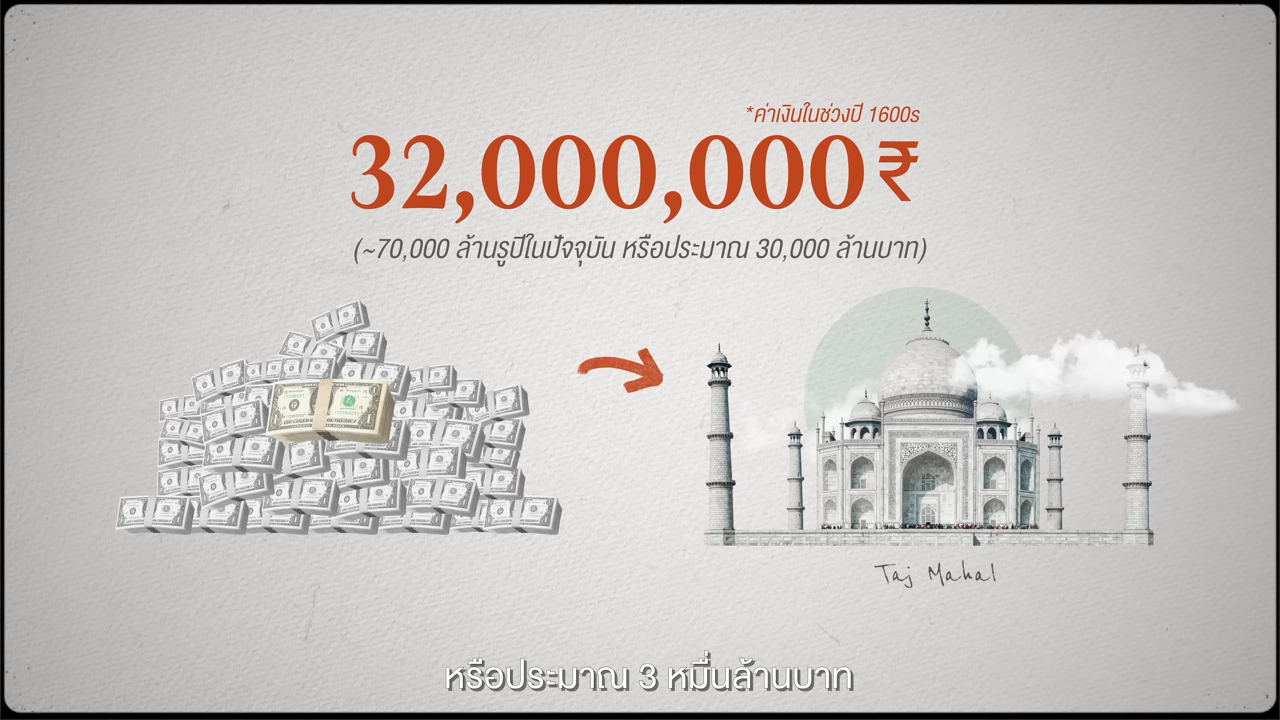 *ค่าเงินในช่วงปี 1600s
32,000,000₹
(~70,000 ล้านรูปีในปัจจุบัน หรือประมาณ 30,000 ล้านบาท)
Taj Mahal
หรือประมาณ 3 หมื่นล้านบาท